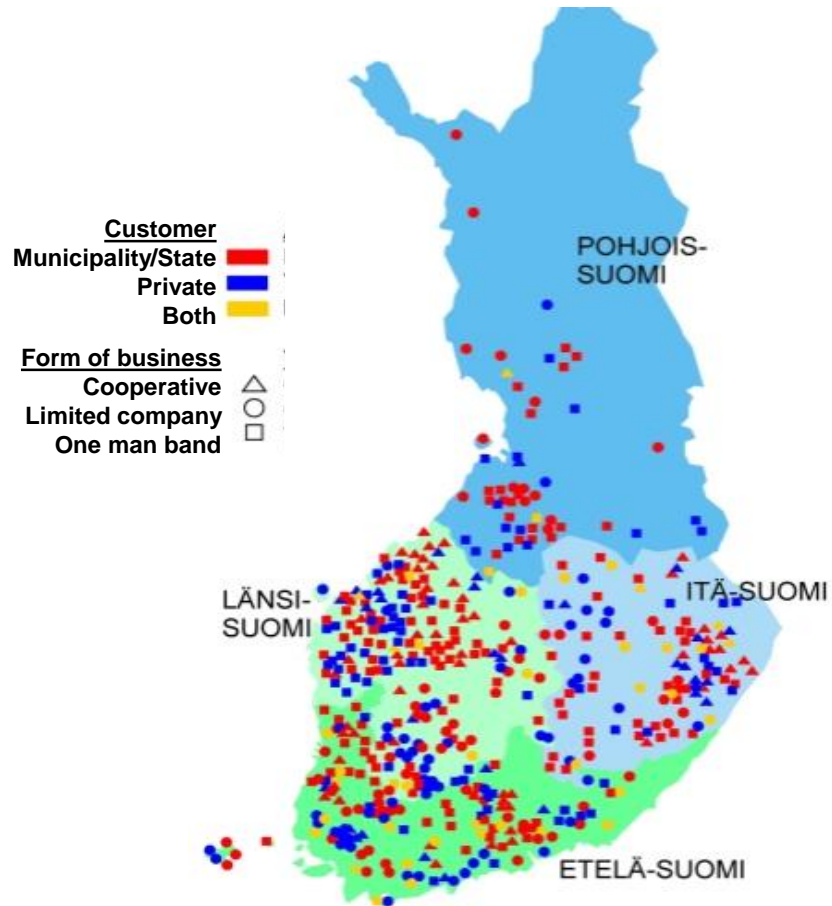 Customer
Municipality/State
Private
Both
Form of business
Cooperative
Limited company
One man band
POHJOIS-
SUOMI
LÄNSI-
SUOMI
ITÄ-SUOMI
ETELÄ-SUOMI